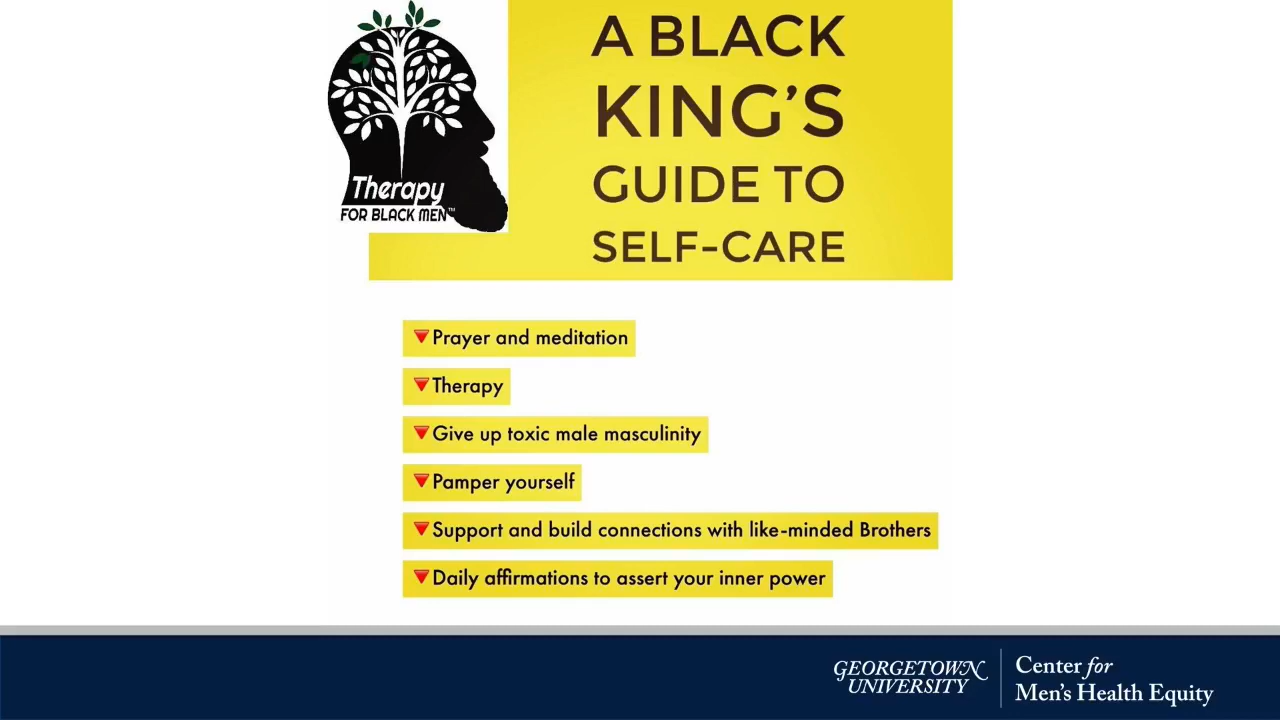 Therapy
FOR BLACK MEN™
A BLACK
KING'S
GUIDE TO
SELF-CARE
Prayer and meditation
Therapy
Give up toxic male masculinity
Pamper yourself
Support and build connections with like-minded Brothers
Daily affirmations to assert your inner power
GEORGETOWN
UNIVERSITY
Center for
Men's Health Equity